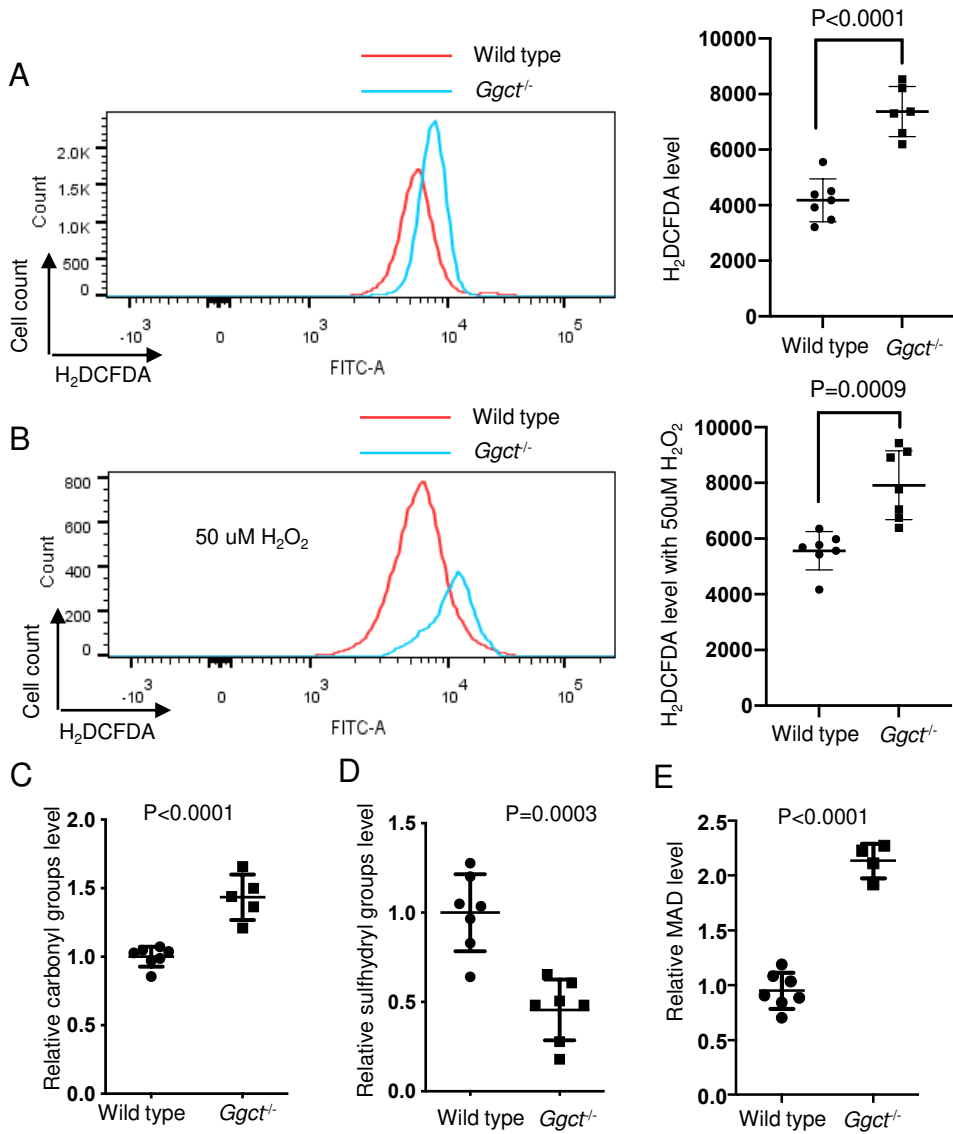 A
Wild type
Ggct-/-
2.0K
1.5K
1.0K
500
0
Count
Cell count
-10³
0
10³
10⁴
10⁵
H₂DCFDA
FITC-A
P<0.0001
10000
8000
6000
4000
2000
0
H₂DCFDA level
Wild type
Ggct-/-
B
Wild type
Ggct-/-
50 uM H₂O₂
800
600
400
200
0
Count
Cell count
-10³
0
10³
10⁴
10⁵
H₂DCFDA
FITC-A
P=0.0009
10000
8000
6000
4000
2000
0
H₂DCFDA level with 50uM H₂O₂
Wild type
Ggct-/-
C
P<0.0001
2.0
1.5
1.0
0.5
0.0
Relative carbonyl groups level
Wild type
Ggct-/-
D
P=0.0003
1.5
1.0
0.5
0.0
Relative sulfhydryl groups level
Wild type
Ggct-/-
E
P<0.0001
2.5
2.0
1.5
1.0
0.5
0.0
Relative MAD level
Wild type
Ggct-/-